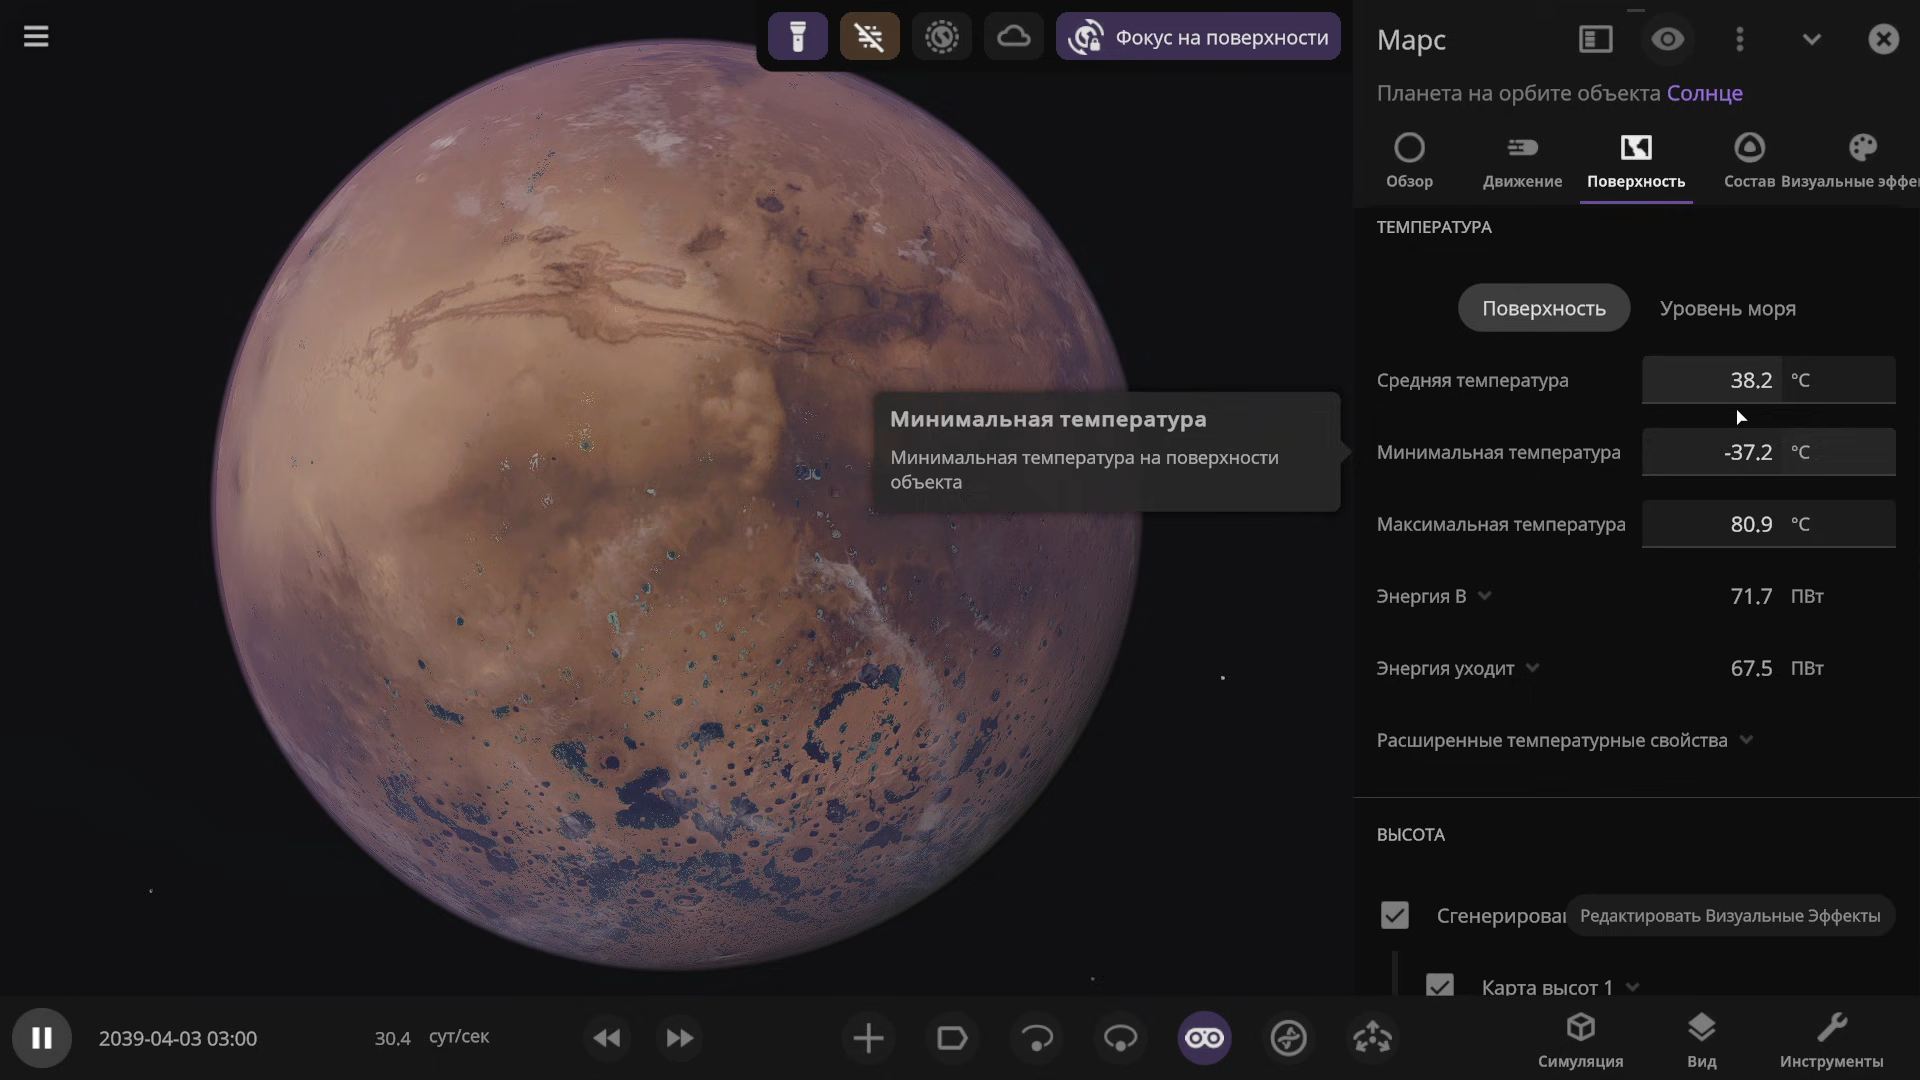 Фокус на поверхности
Марс
Планета на орбите объекта Солнце
Обзор
Движение
Поверхность
Состав
Визуальные эффе
ТЕМПЕРАТУРА
Поверхность
Уровень моря
Средняя температура
38.2 °C
Минимальная температура
Минимальная температура на поверхности
объекта
Минимальная температура
-37.2 °C
Максимальная температура
80.9 °C
Энергия В
71.7 ПВт
Энергия уходит
67.5 ПВт
Расширенные температурные свойства
ВЫСОТА
Сгенерирова
Редактировать Визуальные Эффекты
Карта высот 1
2039-04-03 03:00
30.4 сут/сек
Симуляция
Вид
Инструменты